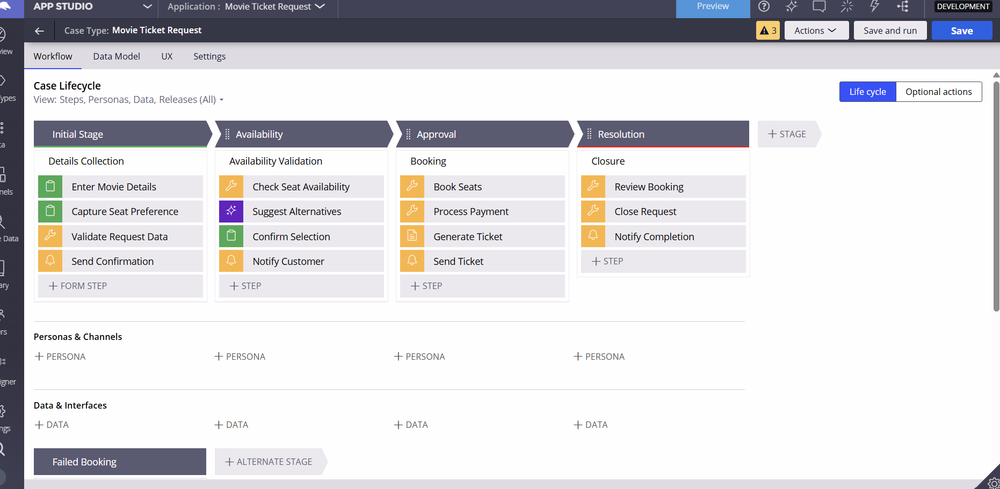 APP STUDIO
Application : Movie Ticket Request
Preview
DEVELOPMENT
Case Type: Movie Ticket Request
3
Actions
Save and run
Save
Workflow
Data Model
UX
Settings
Case Lifecycle
View: Steps, Personas, Data, Releases (All)
Life cycle
Optional actions
Initial Stage
Availability
Approval
Resolution
STAGE
Details Collection
Enter Movie Details
Capture Seat Preference
Validate Request Data
Send Confirmation
FORM STEP
Availability Validation
Check Seat Availability
Suggest Alternatives
Confirm Selection
Notify Customer
STEP
Booking
Book Seats
Process Payment
Generate Ticket
Send Ticket
STEP
Closure
Review Booking
Close Request
Notify Completion
STEP
Personas & Channels
PERSONA
PERSONA
PERSONA
PERSONA
Data & Interfaces
DATA
DATA
DATA
DATA
Failed Booking
ALTERNATE STAGE
view
Types
ta
nels
e Data
ary
ers
igner
ngs